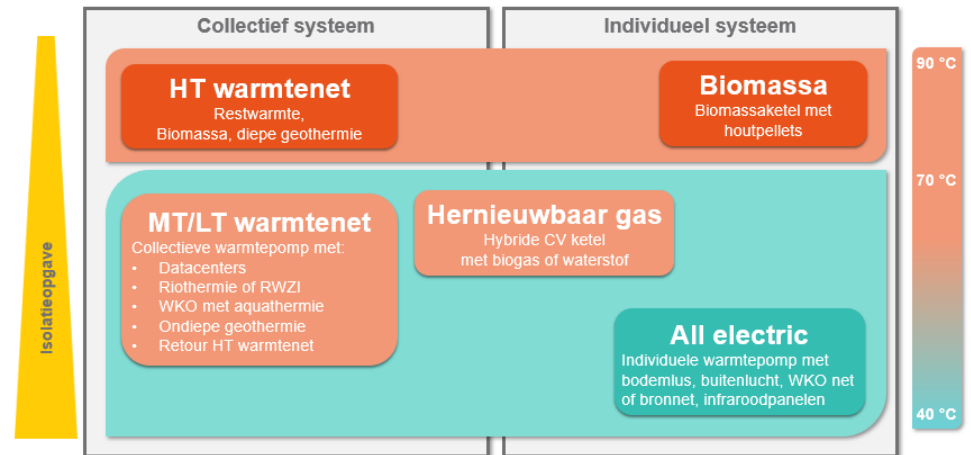 Collectief systeem
Individueel systeem
Isolatieopgave
HT warmtenet
Restwarmte,
Biomassa, diepe geothermie
Biomassa
Biomassaketel met
houtpellets
MT/LT warmtenet
Collectieve warmtepomp met:
• Datacenters
• Riothermie of RWZI
• WKO met aquathermie
• Ondiepe geothermie
• Retour HT warmtenet
Hernieuwbaar gas
Hybride CV ketel
met biogas of waterstof
All electric
Individuele warmtepomp met
bodemlus, buitenlucht, WKO net
of bronnet, infraroodpanelen
90 °C
70 °C
40 °C